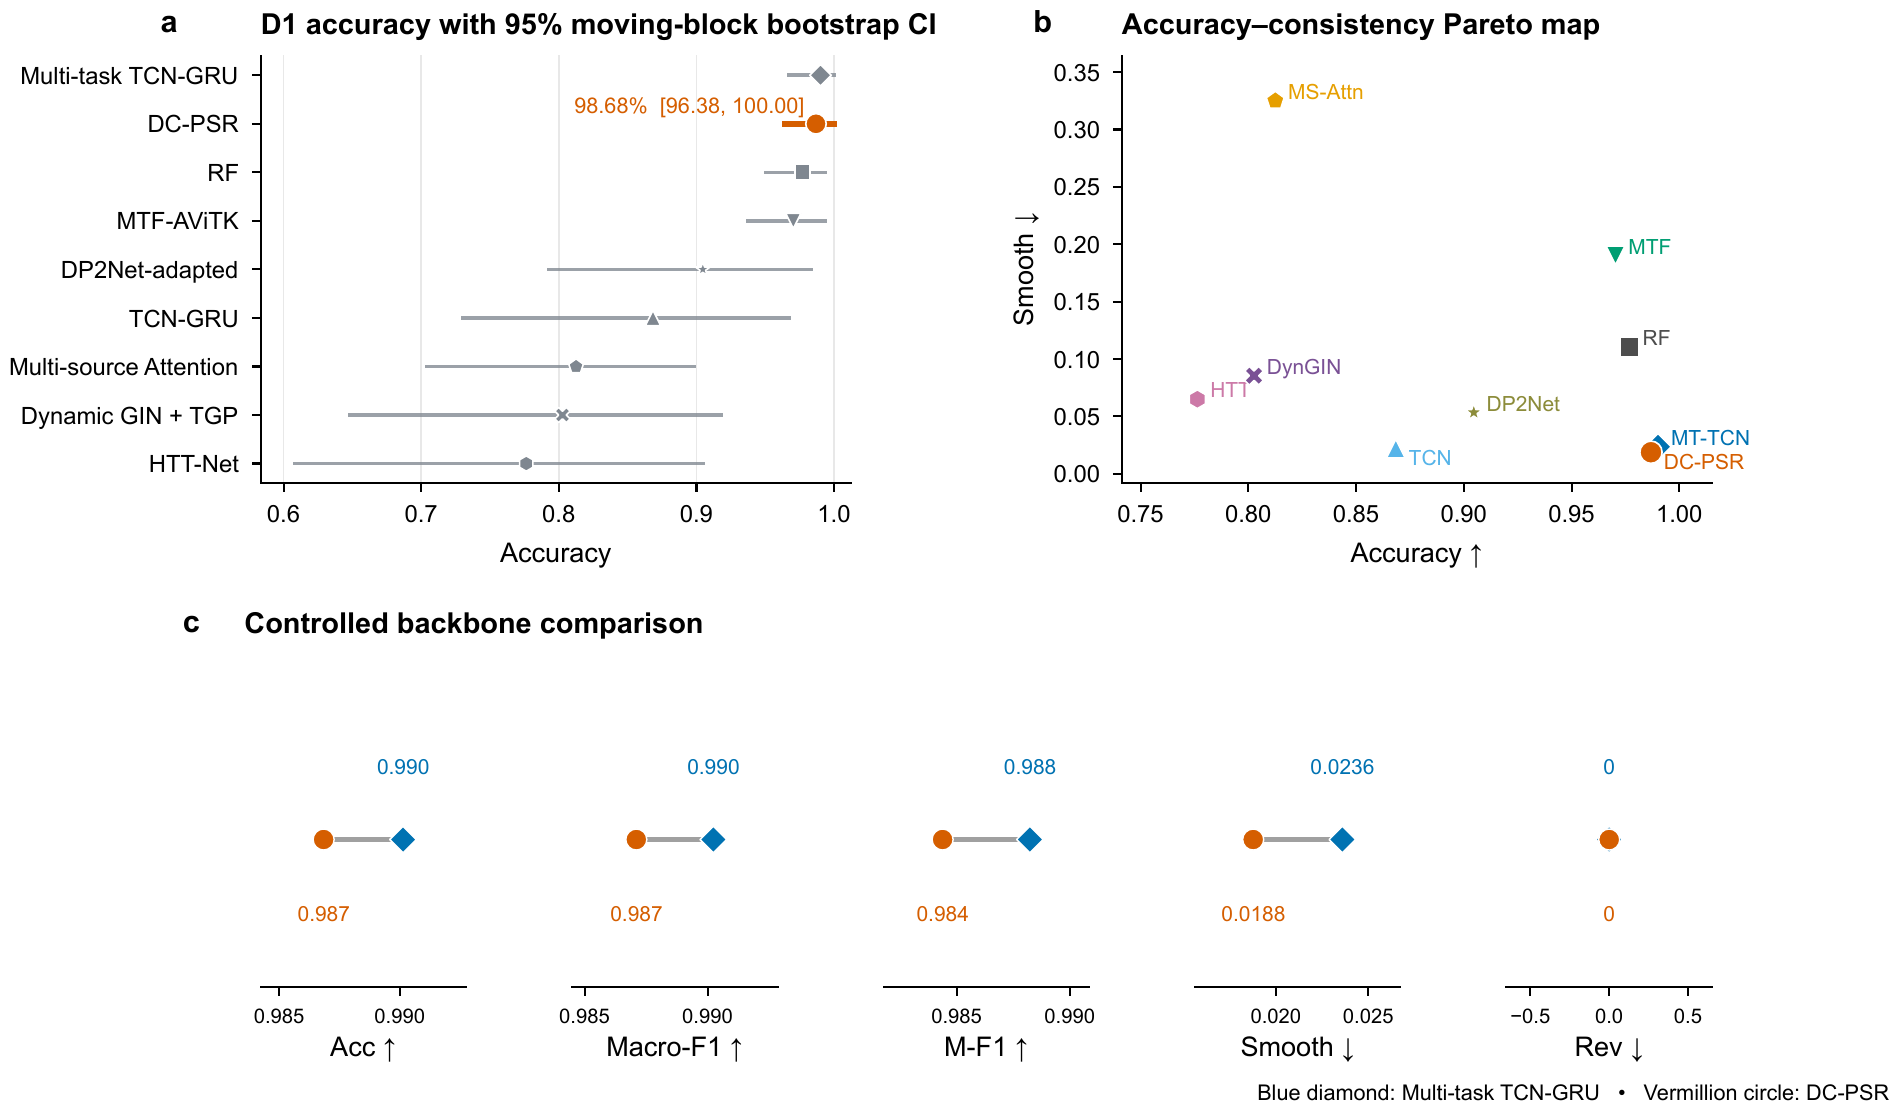 a
D1 accuracy with 95% moving-block bootstrap CI
Multi-task TCN-GRU
DC-PSR
RF
MTF-AViTK
DP2Net-adapted
TCN-GRU
Multi-source Attention
Dynamic GIN + TGP
HTT-Net
98.68% [96.38, 100.00]
0.6
0.7
0.8
0.9
1.0
Accuracy
b
Accuracy–consistency Pareto map
Smooth ↓
0.35
0.30
0.25
0.20
0.15
0.10
0.05
0.00
MS-Attn
MTF
RF
DynGIN
HTT
DP2Net
TCN
MT-TCN
DC-PSR
0.75
0.80
0.85
0.90
0.95
1.00
Accuracy ↑
c
Controlled backbone comparison
0.990
0.987
0.985
0.990
Acc ↑
0.990
0.987
0.985
0.990
Macro-F1 ↑
0.988
0.984
0.985
0.990
M-F1 ↑
0.0236
0.0188
0.020
0.025
Smooth ↓
0
0
−0.5
0.0
0.5
Rev ↓
Blue diamond: Multi-task TCN-GRU • Vermillion circle: DC-PSR